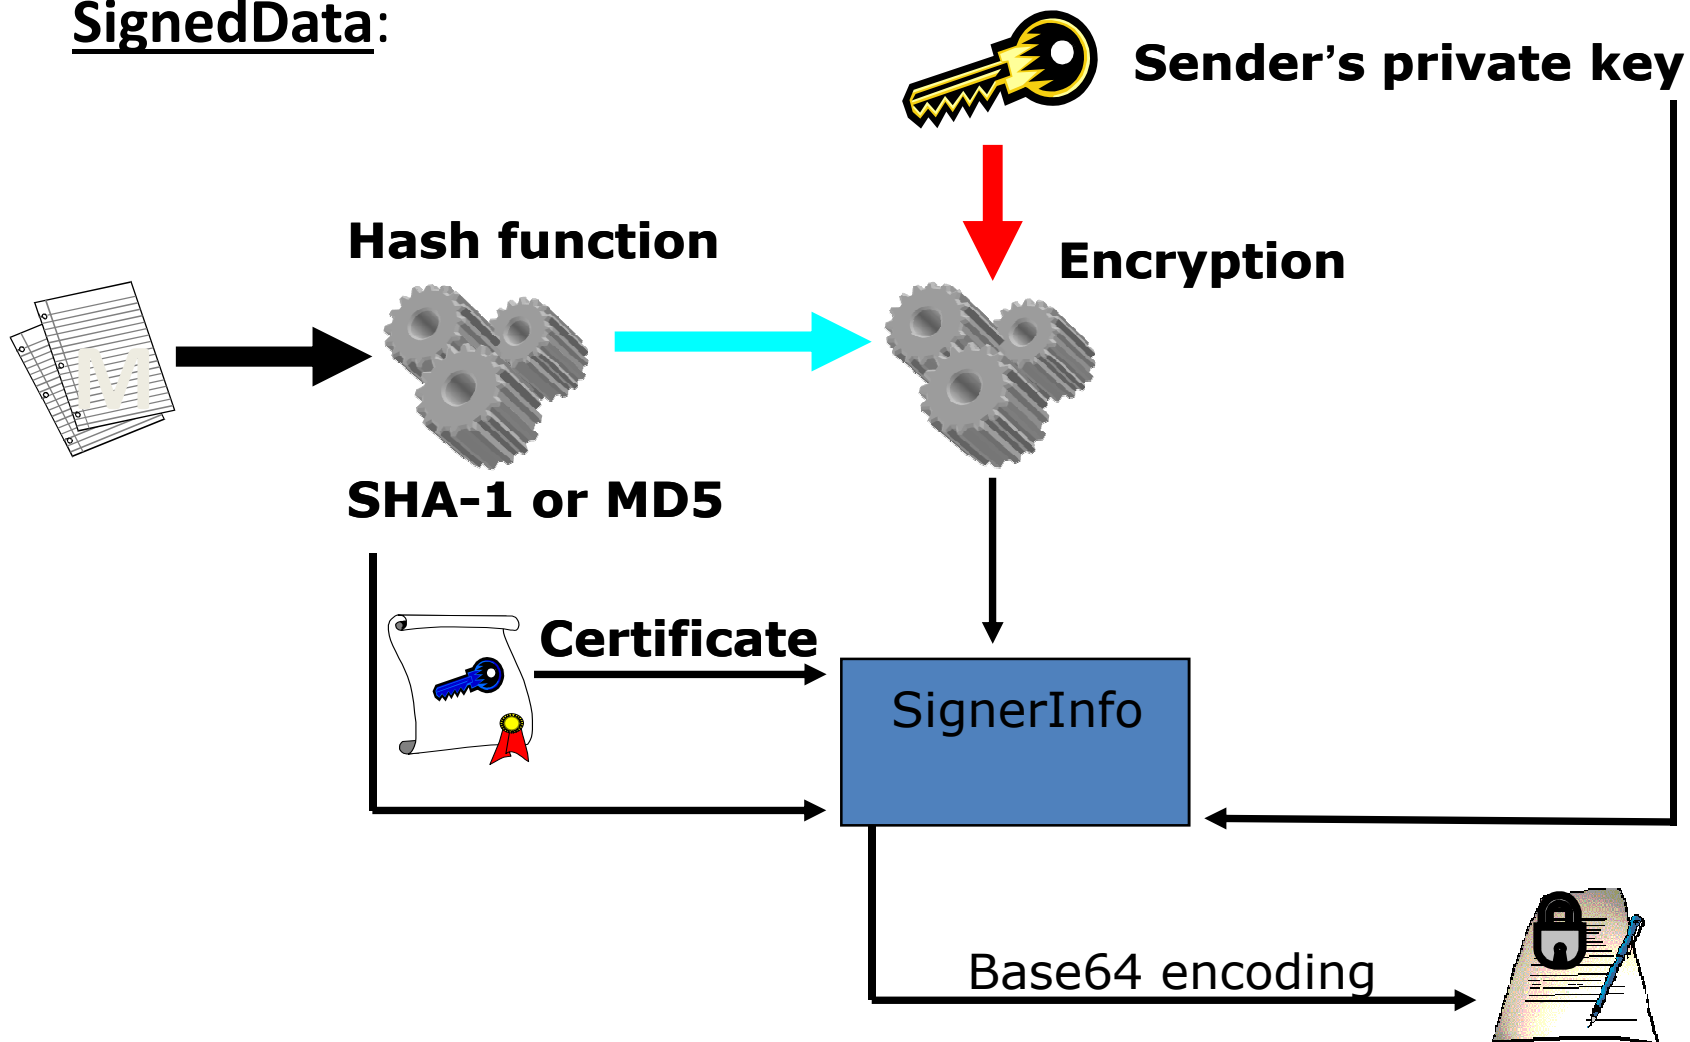 SignedData:
Sender’s private key
Hash function
Encryption
M
SHA-1 or MD5
Certificate
SignerInfo
Base64 encoding